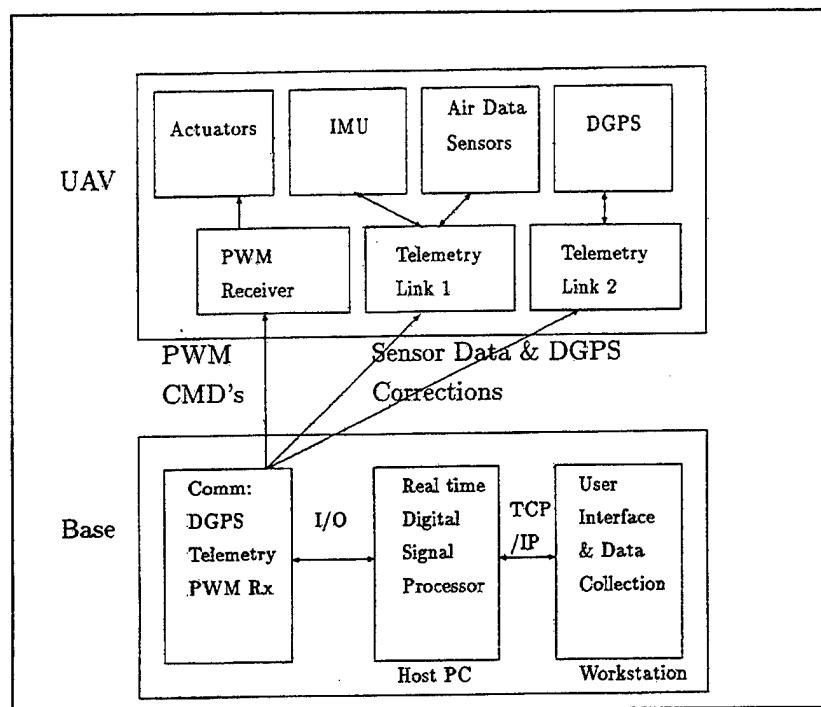 Actuators
IMU
Air Data
Sensors
DGPS
UAV
PWM
Receiver
Telemetry
Link 1
Telemetry
Link 2
PWM
CMD's
Sensor Data & DGPS
Corrections
Base
Comm:
DGPS
Telemetry
PWM Rx
I/O
Real time
Digital
Signal
Processor
TCP
/IP
User
Interface
& Data
Collection
Host PC
Workstation